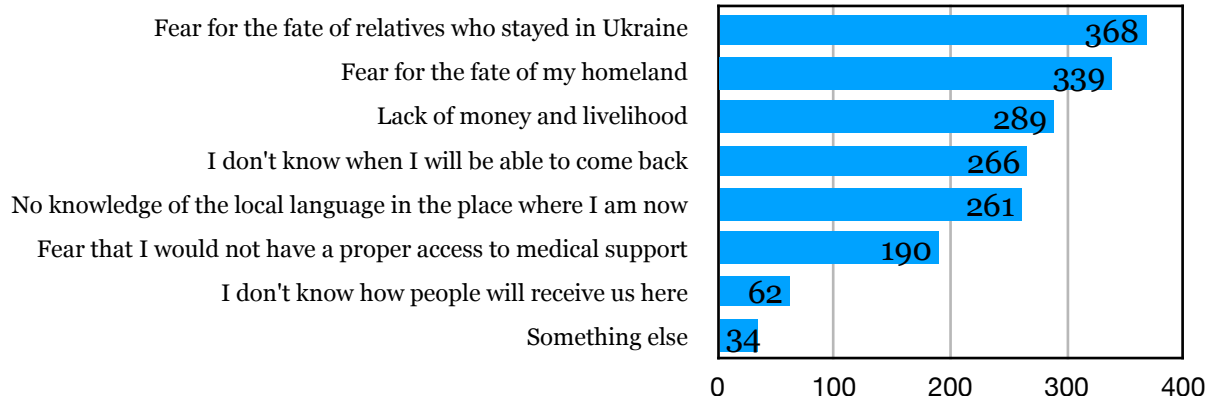 Fear for the fate of relatives who stayed in Ukraine 368
Fear for the fate of my homeland 339
Lack of money and livelihood 289
I don't know when I will be able to come back 266
No knowledge of the local language in the place where I am now 261
Fear that I would not have a proper access to medical support 190
I don't know how people will receive us here 62
Something else 34
0 100 200 300 400